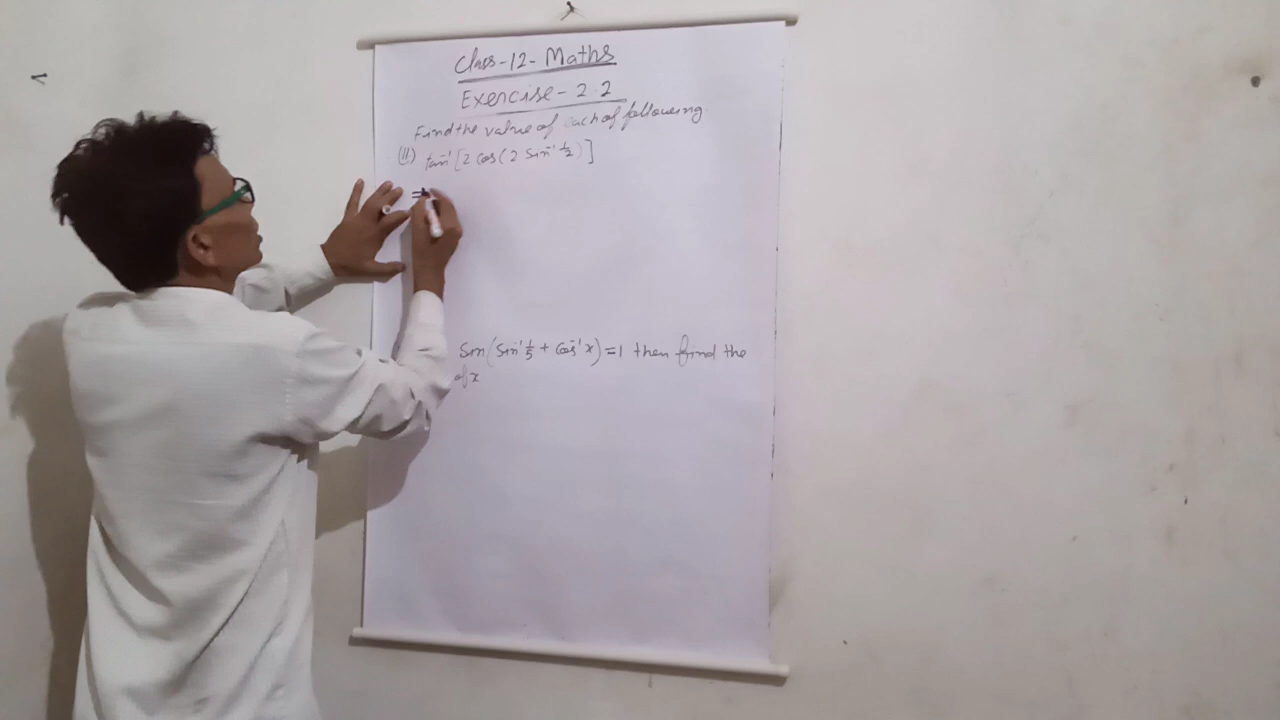 Class-12-Maths
Exercise-2.2
Find the value of each of following.
(11) tan⁻¹[2 cos(2 sin⁻¹ 1/2)]
=
Sin(Sin⁻¹ 1/5 + Cos⁻¹ x) = 1 then find the
of x